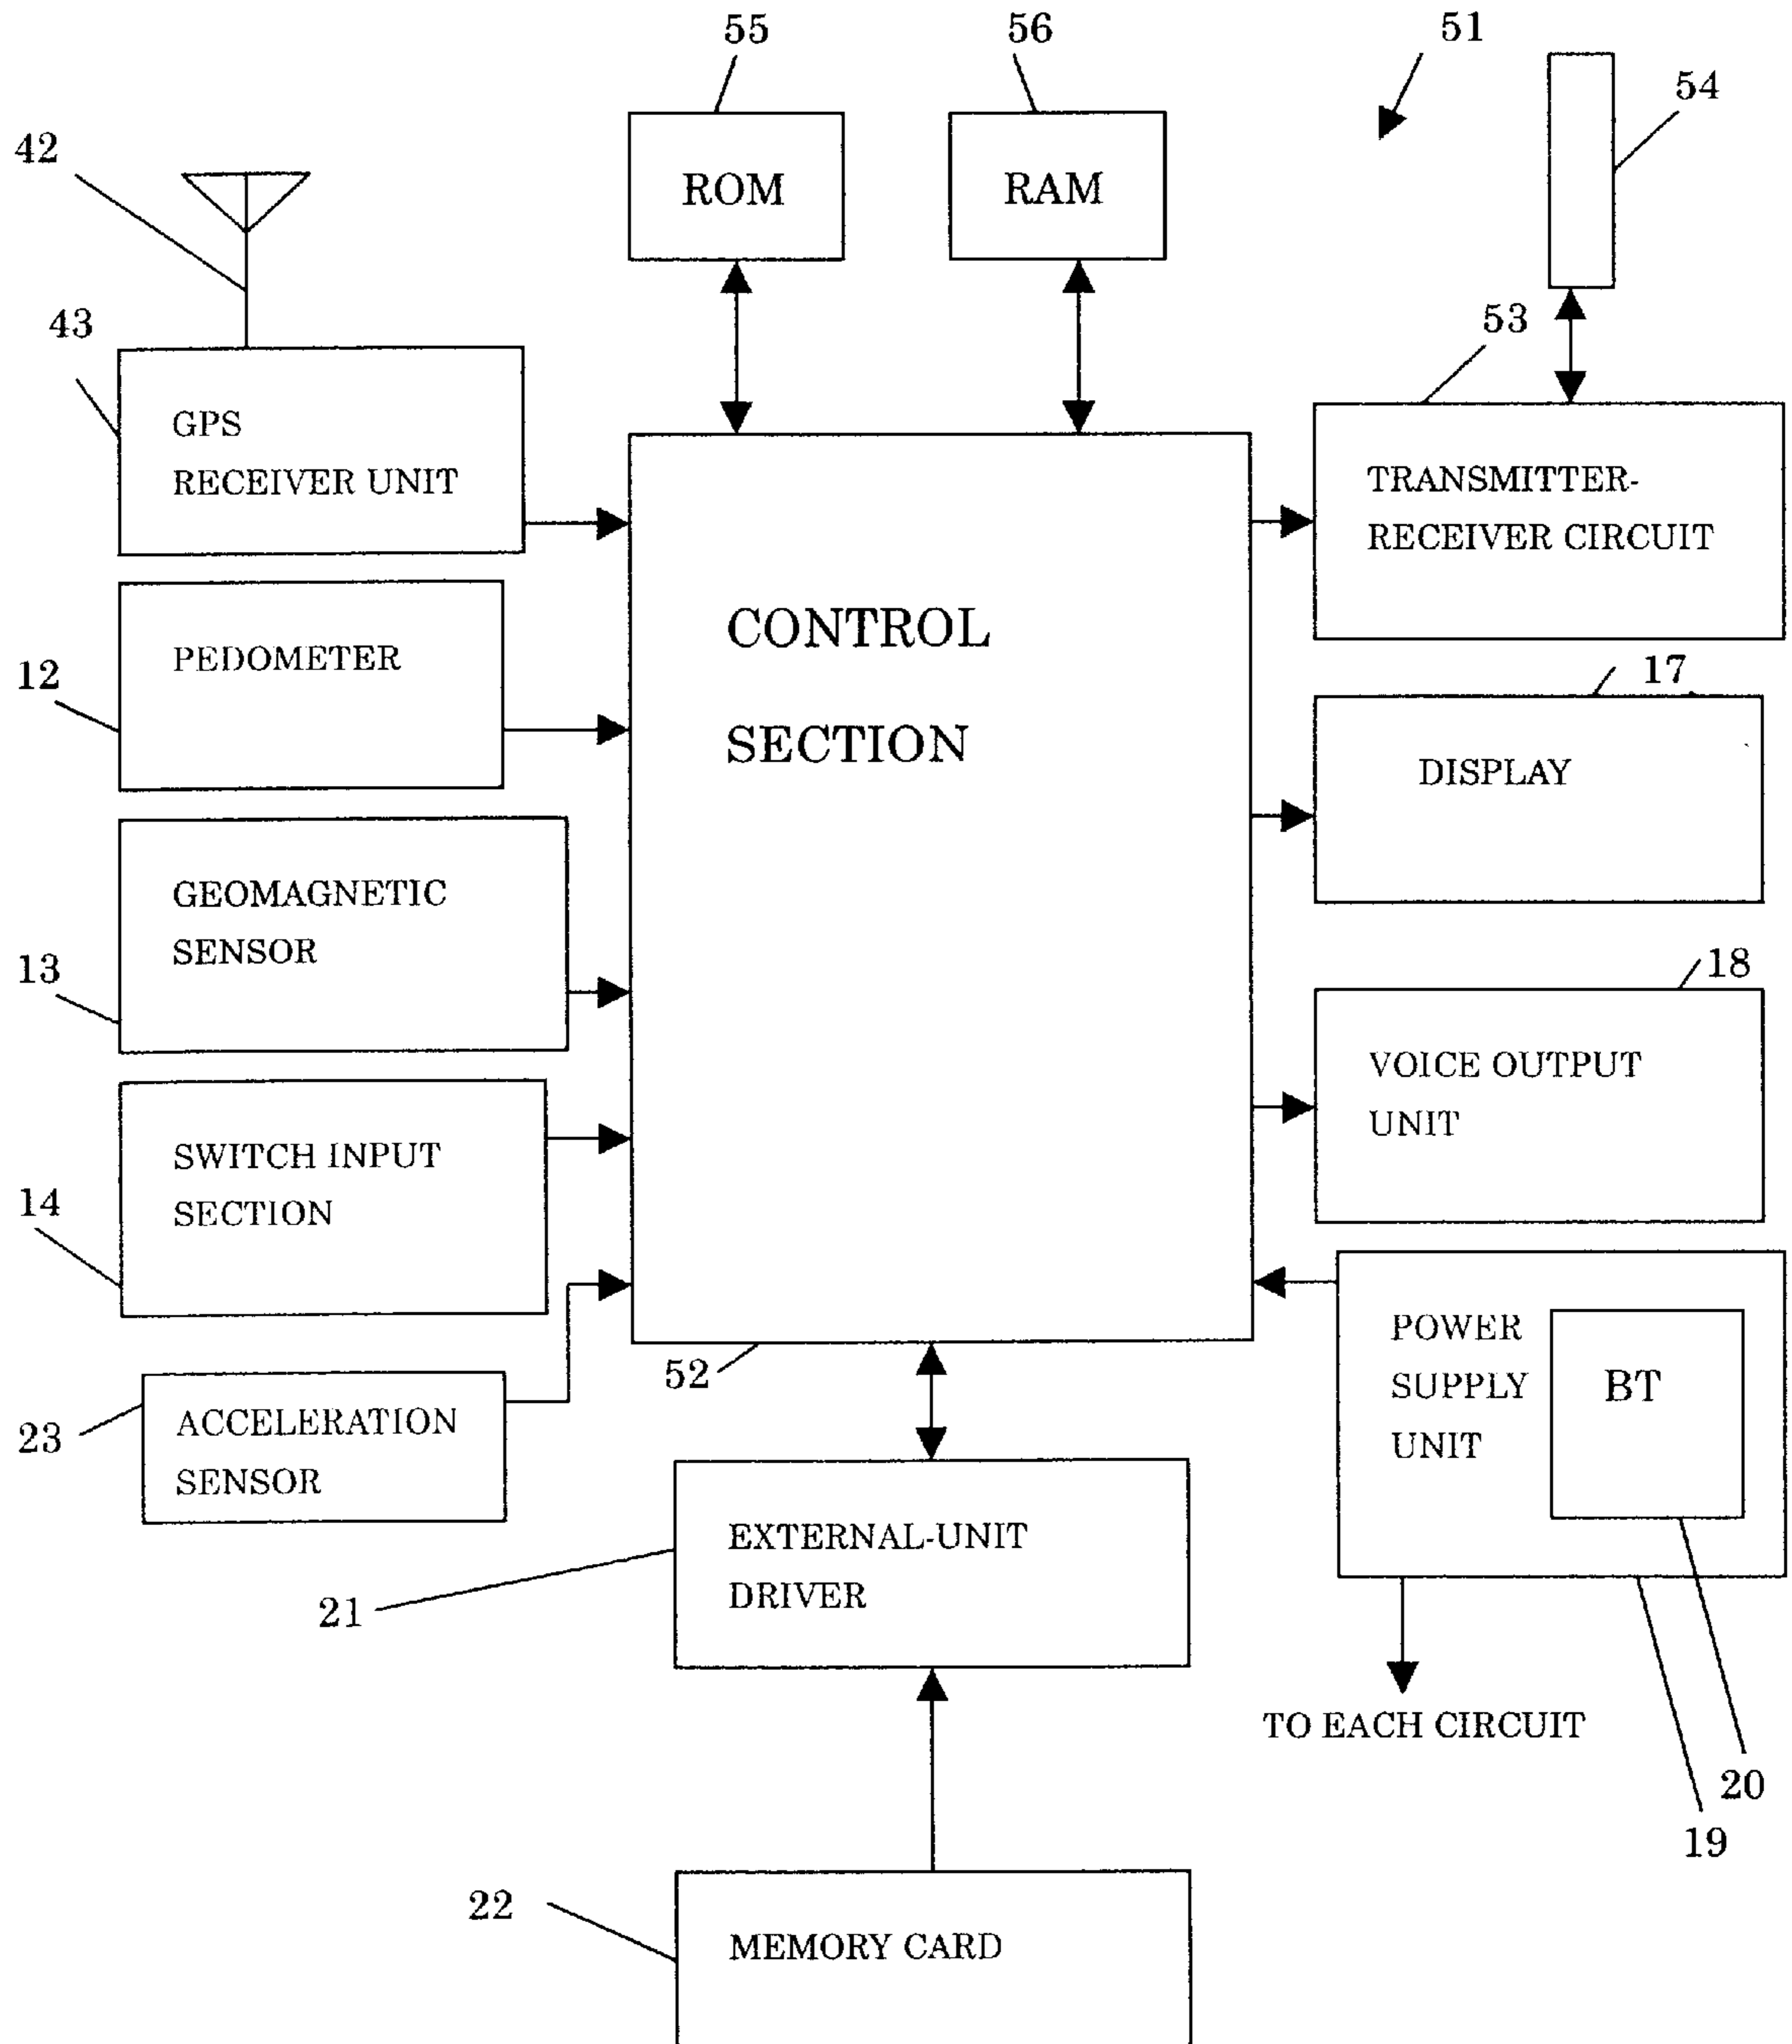 55
56
51
54
42
ROM
RAM
43
53
GPS
RECEIVER UNIT
TRANSMITTER-
RECEIVER CIRCUIT
CONTROL
SECTION
PEDOMETER
12
17
DISPLAY
GEOMAGNETIC
SENSOR
13
18
VOICE OUTPUT
UNIT
SWITCH INPUT
SECTION
14
52
POWER
SUPPLY
UNIT
BT
23
ACCELERATION
SENSOR
EXTERNAL-UNIT
DRIVER
21
TO EACH CIRCUIT
20
19
22
MEMORY CARD